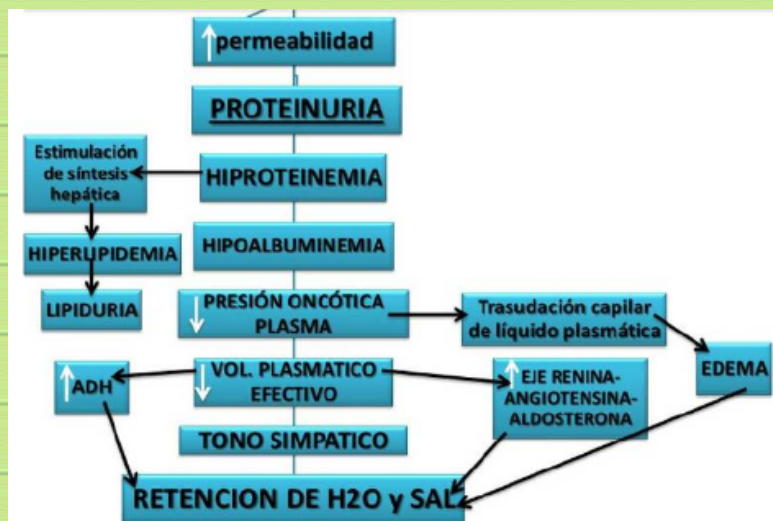 permeabilidad
PROTEINURIA
Estimulación
de síntesis
hepática
HIPROTEINEMIA
HIPERLIPIDEMIA
HIPOALBUMINEMIA
LIPIDURIA
PRESIÓN ONCÓTICA
PLASMA
Trasudación capilar
de líquido plasmática
ADH
VOL. PLASMATICO
EFECTIVO
EJE RENINA-
ANGIOTENSINA-
ALDOSTERONA
EDEMA
TONO SIMPATICO
RETENCION DE H2O y SAL